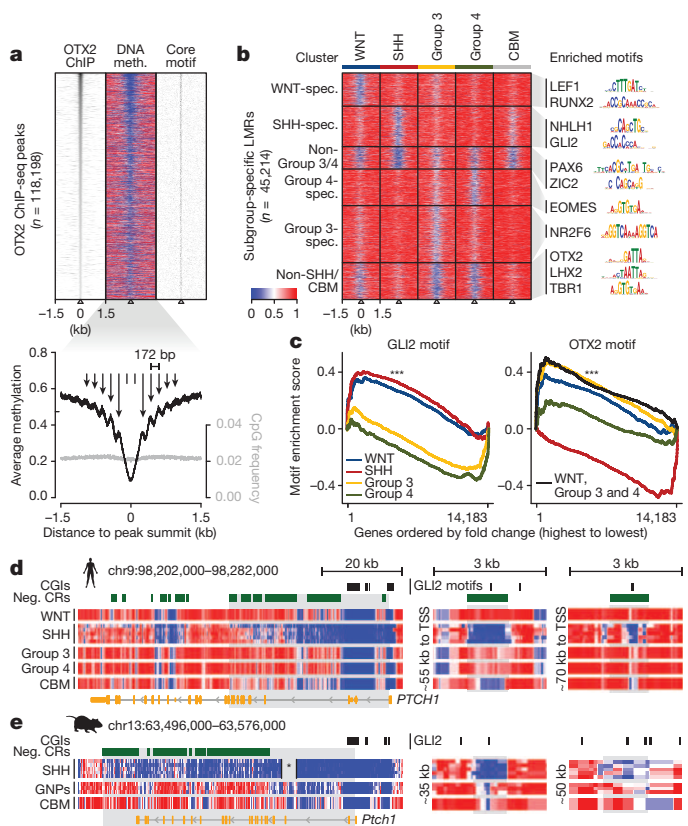 a
OTX2 ChIP
DNA meth.
Core motif
OTX2 ChIP-seq peaks
(n = 118,198)
−1.5 0 1.5
(kb)
172 bp
Average methylation
0.8
0.6
0.4
0.2
0.0
CpG frequency
0.04
0.02
0.00
−1.5 0 1.5
Distance to peak summit (kb)
b
Cluster
WNT
SHH
Group 3
Group 4
CBM
Enriched motifs
Subgroup-specific LMRs
(n = 45,214)
WNT-spec.
SHH-spec.
Non-Group 3/4
Group 4-spec.
Group 3-spec.
Non-SHH/CBM
0 0.5 1
−1.5 0 1.5
(kb)
LEF1
RUNX2
NHLH1
GLI2
PAX6
ZIC2
EOMES
NR2F6
OTX2
LHX2
TBR1
c
GLI2 motif
OTX2 motif
Motif enrichment score
0.4
0.0
−0.4
***
WNT
SHH
Group 3
Group 4
1 14,183
0.4
0.0
−0.4
***
WNT, Group 3 and 4
1 14,183
Genes ordered by fold change (highest to lowest)
d
chr9:98,202,000–98,282,000
20 kb
3 kb
3 kb
CGIs
Neg. CRs
GLI2 motifs
WNT
SHH
Group 3
Group 4
CBM
~55 kb to TSS
~70 kb to TSS
PTCH1
e
chr13:63,496,000–63,576,000
CGIs
Neg. CRs
GLI2
SHH
*
GNPs
CBM
~35 kb
~50 kb
Ptch1